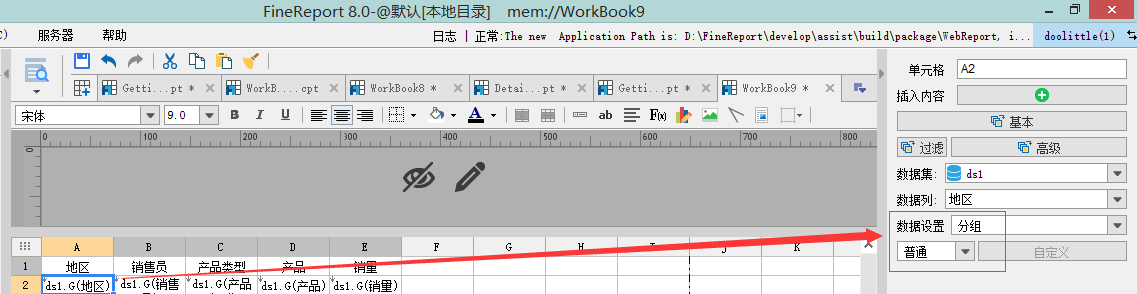 FineReport 8.0-@默认[本地目录] mem://WorkBook9
服务器 帮助 日志 | 正常:The new Application Path is: D:\FineReport\develop\assist\build\package\WebReport, i... doolittle(1)
Getti...pt * WorkB....cpt WorkBook8 * Detai...pt * Getti...pt * WorkBook9 *
宋体 9.0 B I U A ab F(x)
0 100 200 300 400 500 600 700 800
0
A B C D E F G H I J K
1 地区 销售员 产品类型 产品 销量
2 ds1.G(地区) ds1.G(销售 ds1.G(产品 ds1.G(产品) ds1.G(销量)
单元格 A2
插入内容
基本
过滤 高级
数据集: ds1
数据列: 地区
数据设置 分组
普通 自定义